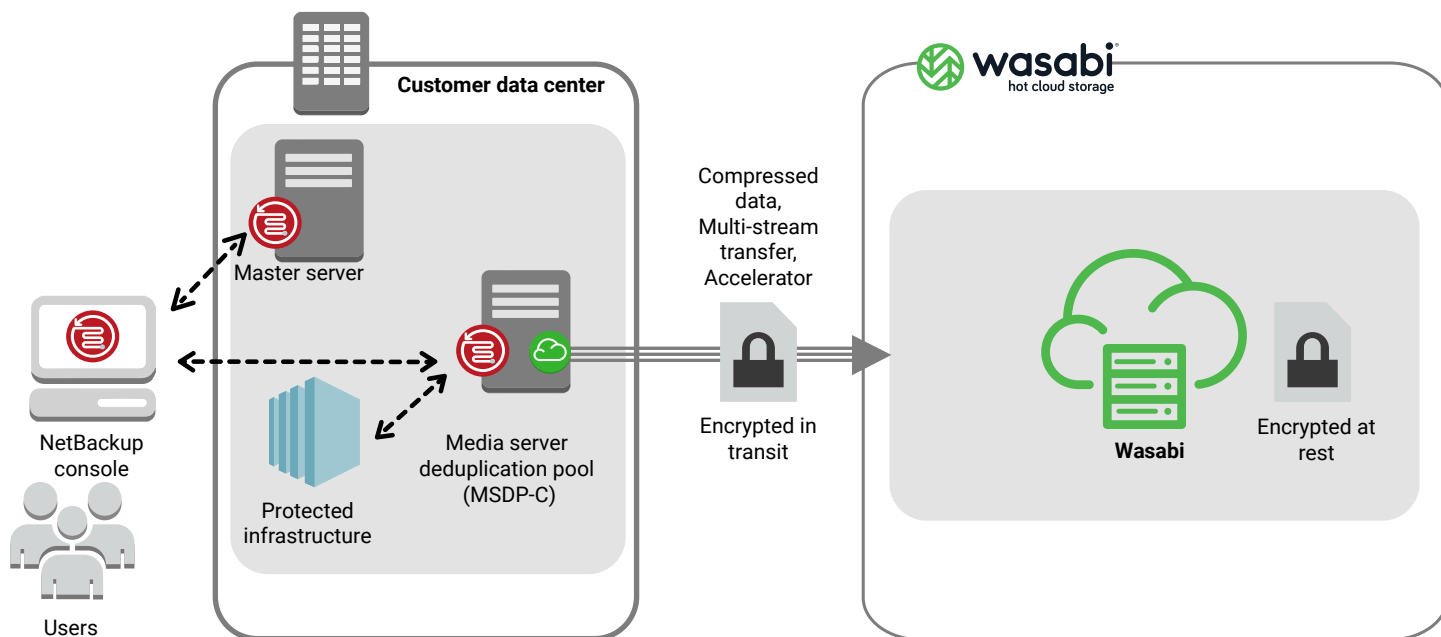 Customer data center
wasabi
hot cloud storage
Master server
Compressed
data,
Multi-stream
transfer,
Accelerator
NetBackup
console
Users
Protected
infrastructure
Media server
deduplication pool
(MSDP-C)
Encrypted in
transit
Wasabi
Encrypted at
rest